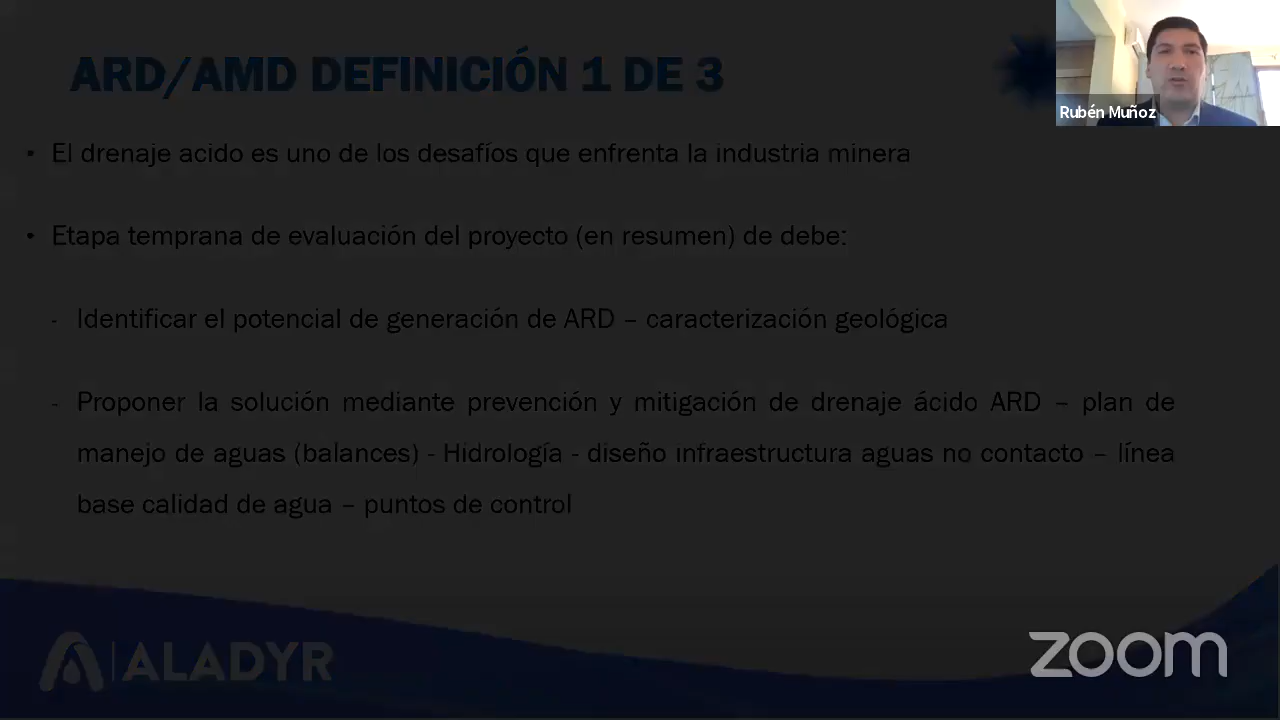 ARD/AMD DEFINICIÓN 1 DE 3
Rubén Muñoz
• El drenaje acido es uno de los desafíos que enfrenta la industria minera
• Etapa temprana de evaluación del proyecto (en resumen) de debe:
- Identificar el potencial de generación de ARD – caracterización geológica
- Proponer la solución mediante prevención y mitigación de drenaje ácido ARD – plan de
manejo de aguas (balances) - Hidrología - diseño infraestructura aguas no contacto – línea
base calidad de agua – puntos de control
ALADYR
zoom